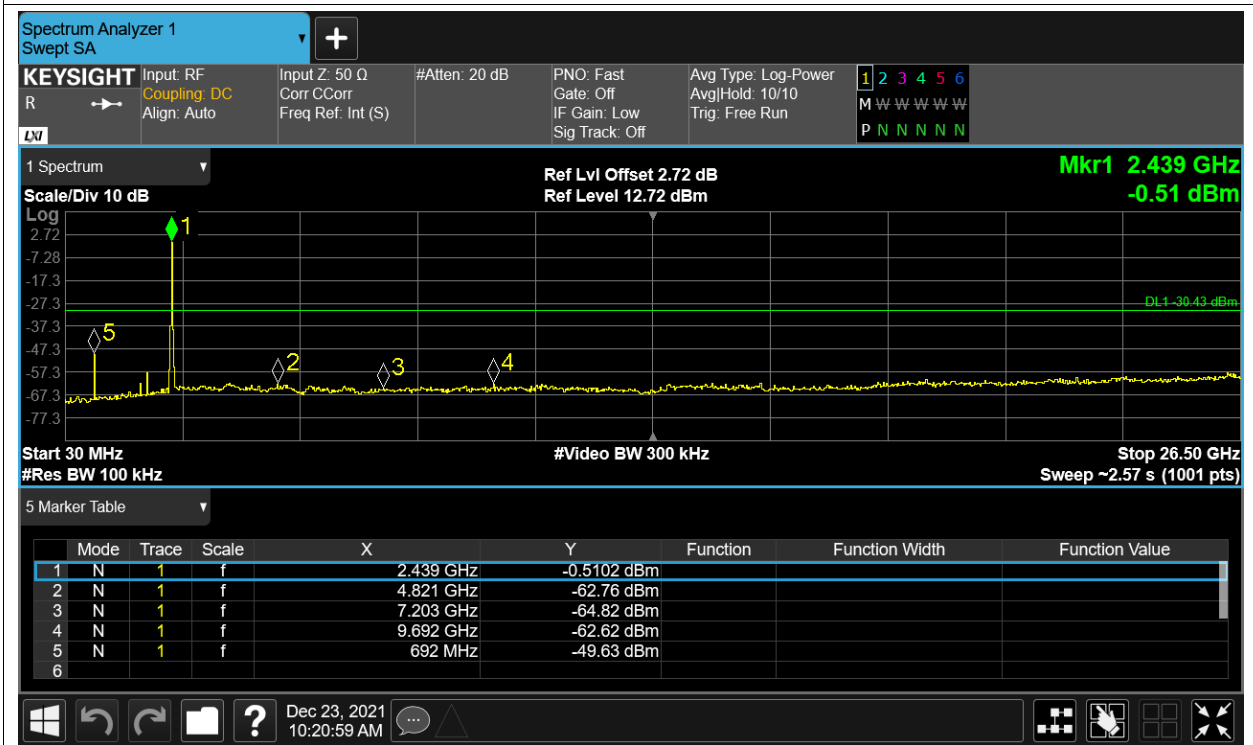 Spectrum Analyzer 1
Swept SA
KEYSIGHT
R
LXI
Input: RF
Coupling: DC
Align: Auto
Input Z: 50 Ω
Corr CCorr
Freq Ref: Int (S)
#Atten: 20 dB
PNO: Fast
Gate: Off
IF Gain: Low
Sig Track: Off
Avg Type: Log-Power
Avg|Hold: 10/10
Trig: Free Run
1 2 3 4 5 6
M W W W W W
P N N N N N
1 Spectrum
Scale/Div 10 dB
Ref Lvl Offset 2.72 dB
Ref Level 12.72 dBm
Mkr1 2.439 GHz
-0.51 dBm
Log
2.72
-7.28
-17.3
-27.3
-37.3
-47.3
-57.3
-67.3
-77.3
1
5
2
3
4
DL1 -30.43 dBm
Start 30 MHz
#Res BW 100 kHz
#Video BW 300 kHz
Stop 26.50 GHz
Sweep ~2.57 s (1001 pts)
5 Marker Table
Mode Trace Scale X Y Function Function Width Function Value
1 N 1 f 2.439 GHz -0.5102 dBm
2 N 1 f 4.821 GHz -62.76 dBm
3 N 1 f 7.203 GHz -64.82 dBm
4 N 1 f 9.692 GHz -62.62 dBm
5 N 1 f 692 MHz -49.63 dBm
6
?
Dec 23, 2021
10:20:59 AM